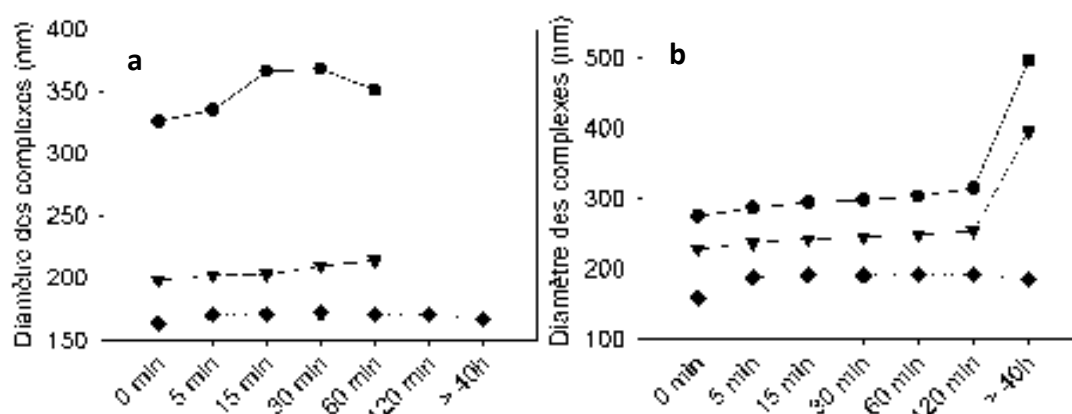 a
Diamètre des complexes (nm)
400
350
300
250
200
150
0 min
5 min
15 min
30 min
60 min
120 min
> 40h
b
Diamètre des complexes (nm)
500
400
300
200
100
0 min
5 min
15 min
30 min
60 min
120 min
> 40h